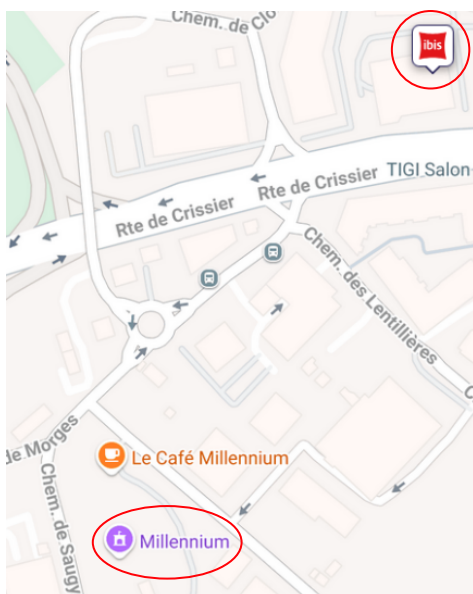 Chem. de Clo
ibis
TIGI Salon
Rte de Crissier
Rte de Crissier
Chem. des Lentillières
de Morges
Le Café Millennium
Chem. de Saugy
Millennium